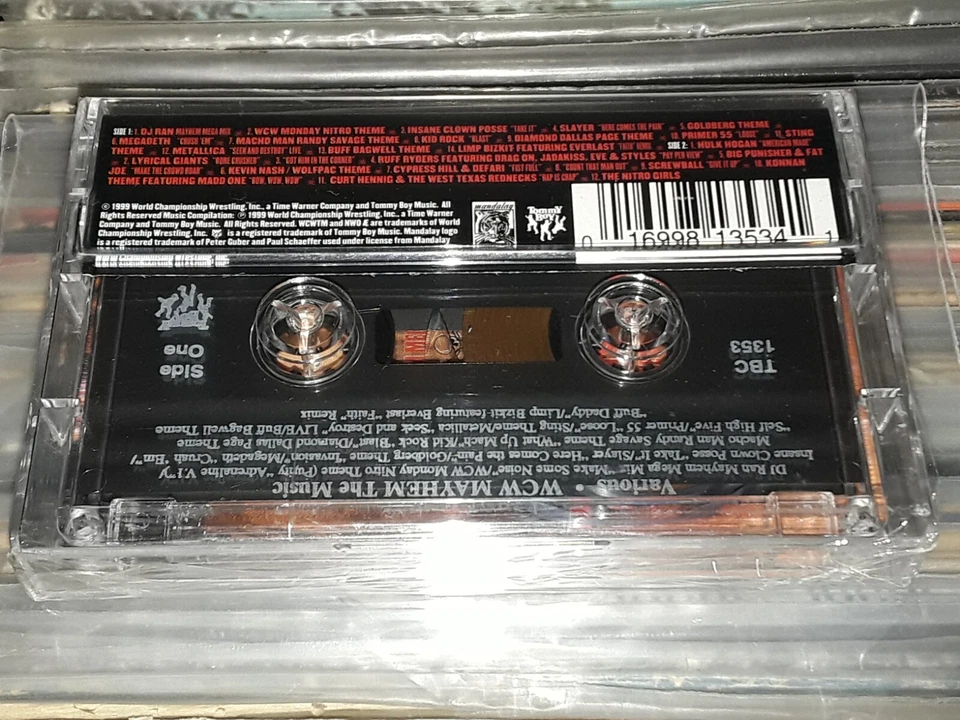 SIDE 1: 1. DJ RAN MAYHEM MEGA MIX 2. WCW MONDAY NITRO THEME 3. INSANE CLOWN POSSE "TAKE IT" 4. SLAYER "HERE COMES THE PAIN" 5. GOLDBERG THEME
6. MEGADETH "CRUSH 'EM" 7. MACHO MAN RANDY SAVAGE THEME 8. KID ROCK "BLAST" 9. DIAMOND DALLAS PAGE THEME 10. PRIMER 55 "LOOSE" 11. STING
THEME 12. METALLICA "SEEK AND DESTROY" LIVE 13. BUFF BAGWELL THEME 14. LIMP BIZKIT FEATURING EVERLAST "FAITH" REMIX SIDE 2: 1. HULK HOGAN "AMERICAN MADE"
2. LYRICAL GIANTS "BONE CRUSHER" 3. "GOT HIM IN THE CORNER" 4. RUFF RYDERS FEATURING DRAG ON, JADAKISS, EVE & STYLES "PAY PER VIEW" 5. BIG PUNISHER & FAT
JOE "MAKE THE CROWD ROAR" 6. KEVIN NASH/ WOLFPAC THEME 7. CYPRESS HILL & DEFARI "FIST FULL" 8. "COUNT THAT MAN OUT" 9. SCREWBALL "GIVE IT UP" 10. KONNAN
THEME FEATURING MADD ONE "BOW, WOW, WOW" 11. CURT HENNIG & THE WEST TEXAS REDNECKS "RAP IS CRAP" 12. THE NITRO GIRLS
℗ 1999 World Championship Wrestling, Inc., a Time Warner Company and Tommy Boy Music. All
Rights Reserved Music Compilation: ℗ 1999 World Championship Wrestling, Inc., a Time Warner
Company and Tommy Boy Music. All Rights Reserved. WCWTM and NWO Æ are trademarks of World
Championship Wrestling, Inc. is a registered trademark of Tommy Boy Music. Mandalay logo
is a registered trademark of Peter Guber and Paul Schaeffer used under license from Mandalay
mandalay
Tommy Boy
0 16998 13534 1
Various • WCW MAYHEM The Music
DJ Ran Mayhem Mega Mix "Make Some Noise"/WCW Monday Nitro Theme (Purity) "Adrenaline V.1"/
Insane Clown Posse "Take It"/Slayer "Here Comes the Pain"/Goldberg Theme, "Invasion"/Megadeth "Crush 'Em"/
Macho Man Randy Savage Theme "What Up Mach"/Kid Rock "Blast"/Diamond Dallas Page Theme
"Self High Five"/Primer 55 "Loose"/Sting Theme/Metallica "Seek and Destroy" LIVE/Buff Bagwell Theme
"Buff Daddy"/Limp Bizkit featuring Everlast "Faith" Remix
Side
One
TBC
1353